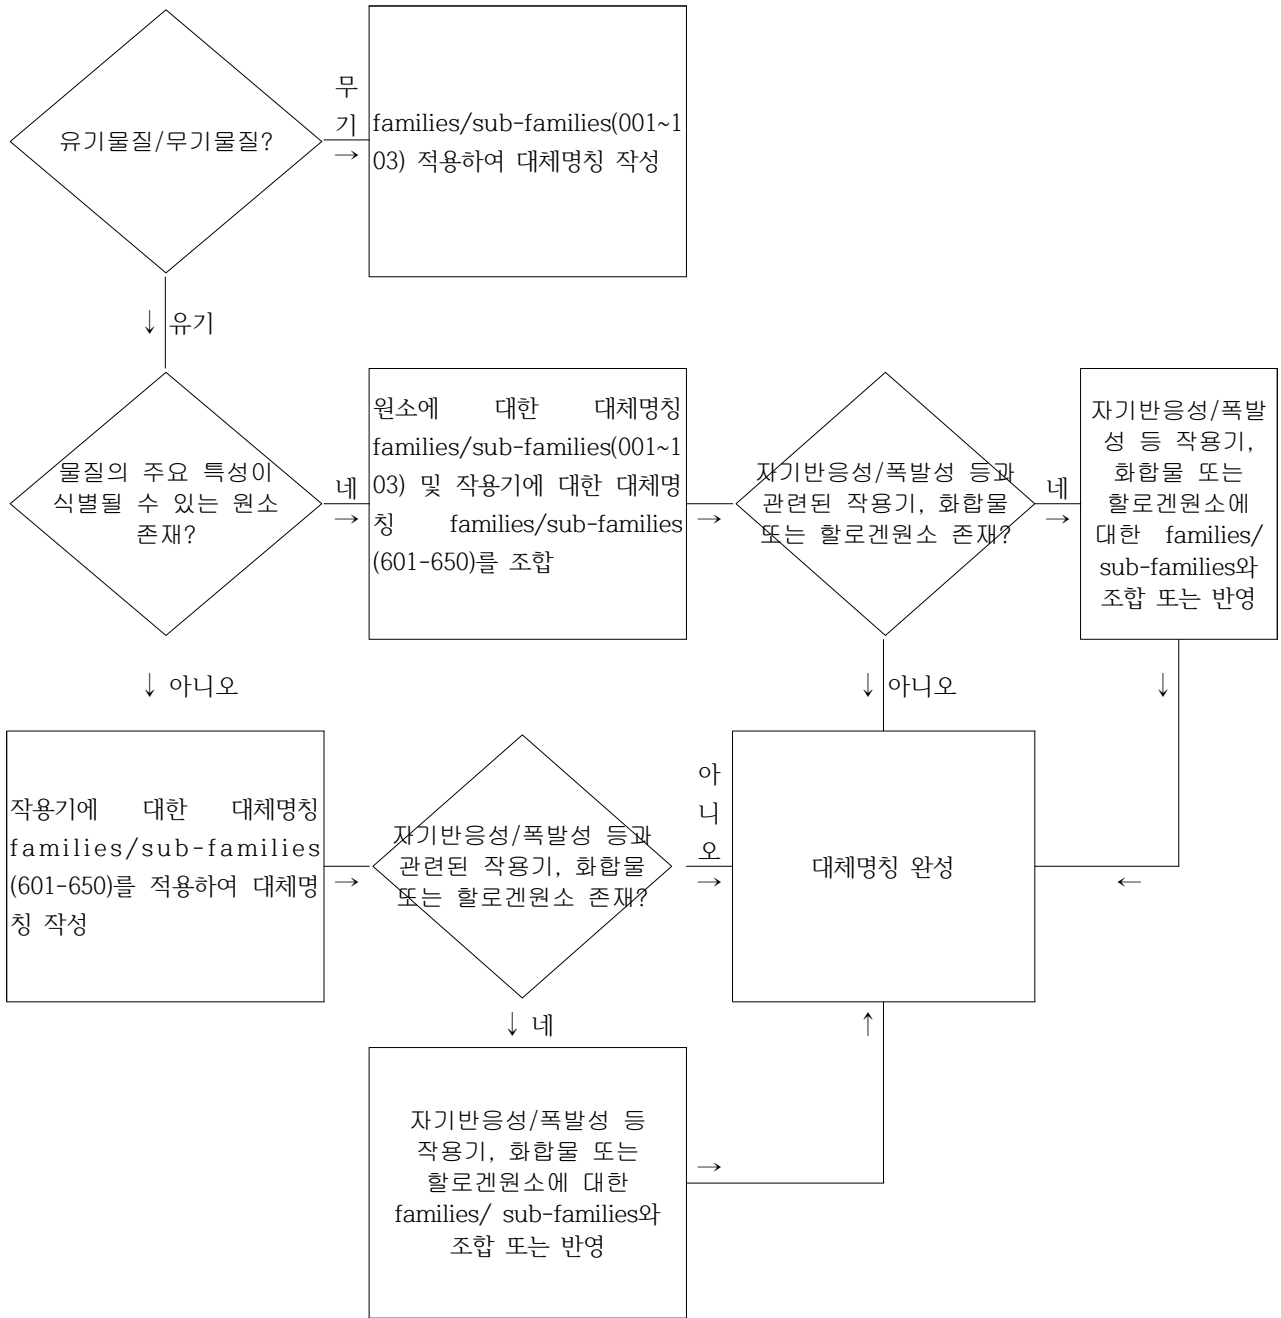 유기물질/무기물질?
무
기
→
families/sub-families(001~1
03) 적용하여 대체명칭 작성
↓ 유기
물질의 주요 특성이
식별될 수 있는 원소
존재?
네
→
원소에 대한 대체명칭
families/sub-families(001~1
03) 및 작용기에 대한 대체명
칭 families/sub-families
(601-650)를 조합
→
자기반응성/폭발성 등과
관련된 작용기, 화합물
또는 할로겐원소 존재?
네
→
자기반응성/폭발
성 등 작용기,
화합물 또는
할로겐원소에
대한 families/
sub-families와
조합 또는 반영
↓ 아니오
↓ 아니오
↓
작용기에 대한 대체명칭
families/sub-families
(601-650)를 적용하여 대체명
칭 작성
→
자기반응성/폭발성 등과
관련된 작용기, 화합물
또는 할로겐원소 존재?
아
니
오
→
대체명칭 완성
←
↓ 네
↑
자기반응성/폭발성 등
작용기, 화합물 또는
할로겐원소에 대한
families/ sub-families와
조합 또는 반영
→